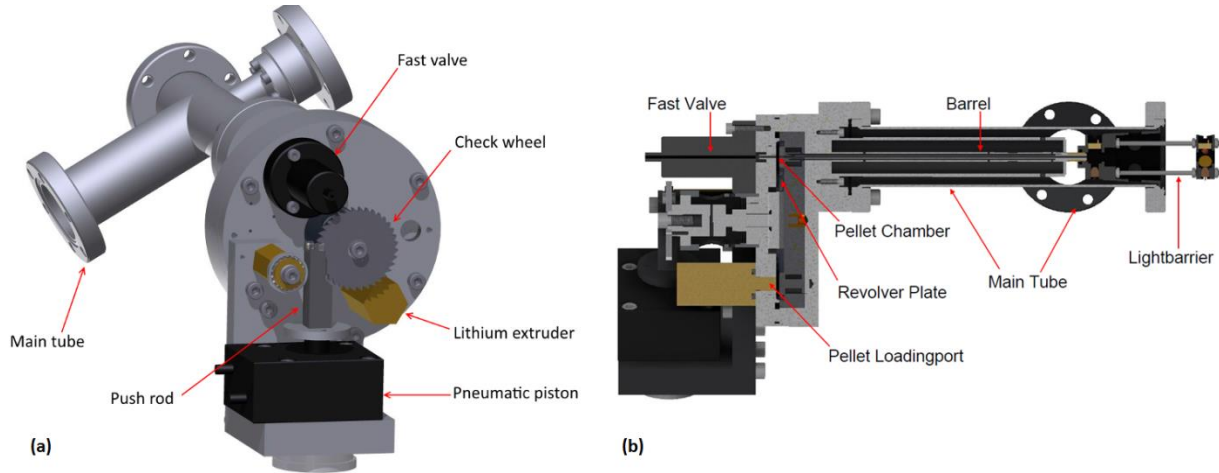 Fast valve
Check wheel
Main tube
Lithium extruder
Push rod
Pneumatic piston
(a)
Fast Valve
Barrel
Pellet Chamber
Lightbarrier
Main Tube
Revolver Plate
Pellet Loadingport
(b)